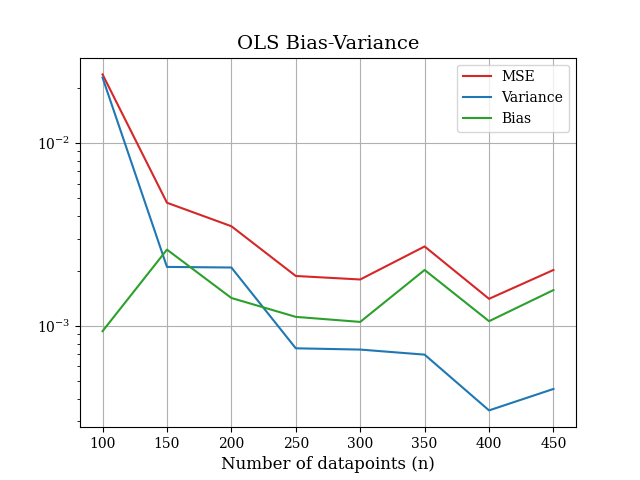 OLS Bias-Variance
MSE
Variance
Bias
10⁻²
10⁻³
100 150 200 250 300 350 400 450
Number of datapoints (n)